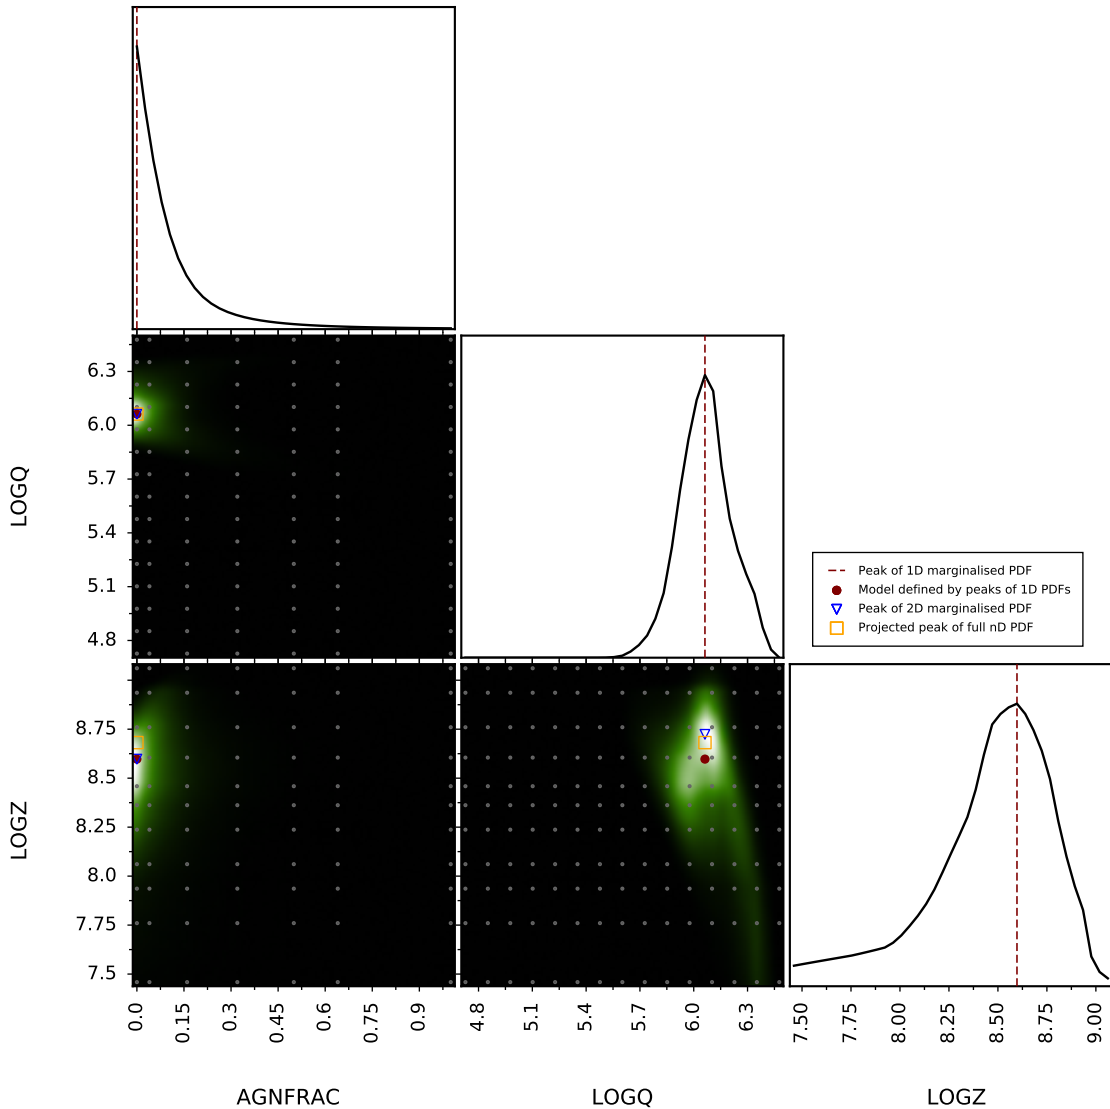 6.3
6.0
5.7
5.4
5.1
4.8
LOGQ
Peak of 1D marginalised PDF
Model defined by peaks of 1D PDFs
Peak of 2D marginalised PDF
Projected peak of full nD PDF
8.75
8.5
8.25
8.0
7.75
7.5
LOGZ
0.0 0.15 0.3 0.45 0.6 0.75 0.9
4.8 5.1 5.4 5.7 6.0 6.3
7.50 7.75 8.00 8.25 8.50 8.75 9.00
AGNFRAC LOGQ LOGZ